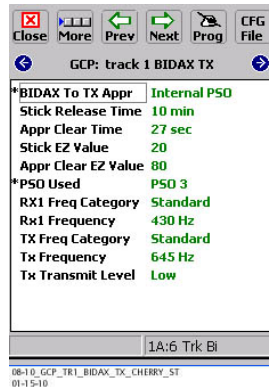 Close More Prev Next Prog CFG File
GCP: track 1 BIDAX TX
*BIDAX To TX Appr Internal PSO
Stick Release Time 10 min
Appr Clear Time 27 sec
Stick EZ Value 20
Appr Clear EZ Value 80
*PSO Used PSO 3
RX1 Freq Category Standard
Rx1 Frequency 430 Hz
TX Freq Category Standard
Tx Frequency 645 Hz
Tx Transmit Level Low
1A:6 Trk Bi
08-10_GCP_TR1_BIDAX_TX_CHERRY_ST
01-15-10